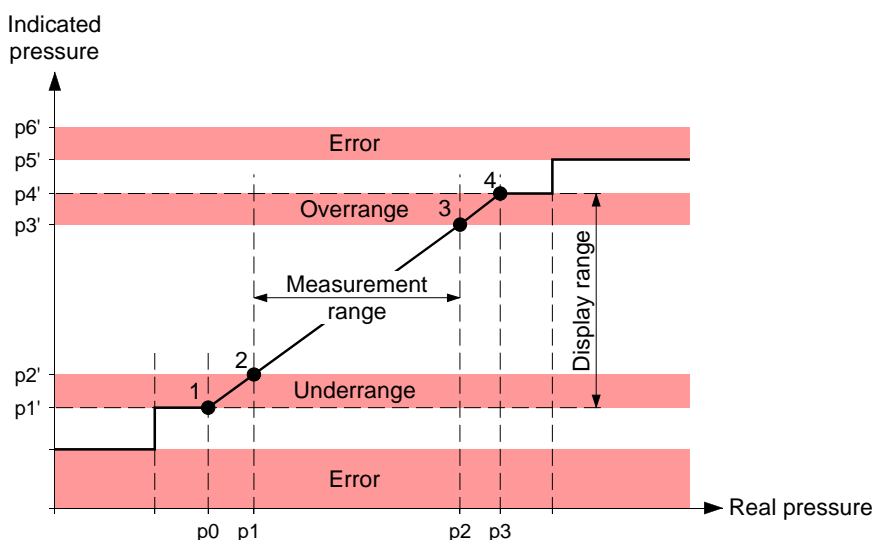 Indicated
pressure
p6'
Error
p5'
p4'
4
Overrange
3
p3'
Measurement
range
Display range
p2'
2
1
Underrange
p1'
Error
Real pressure
p0 p1 p2 p3